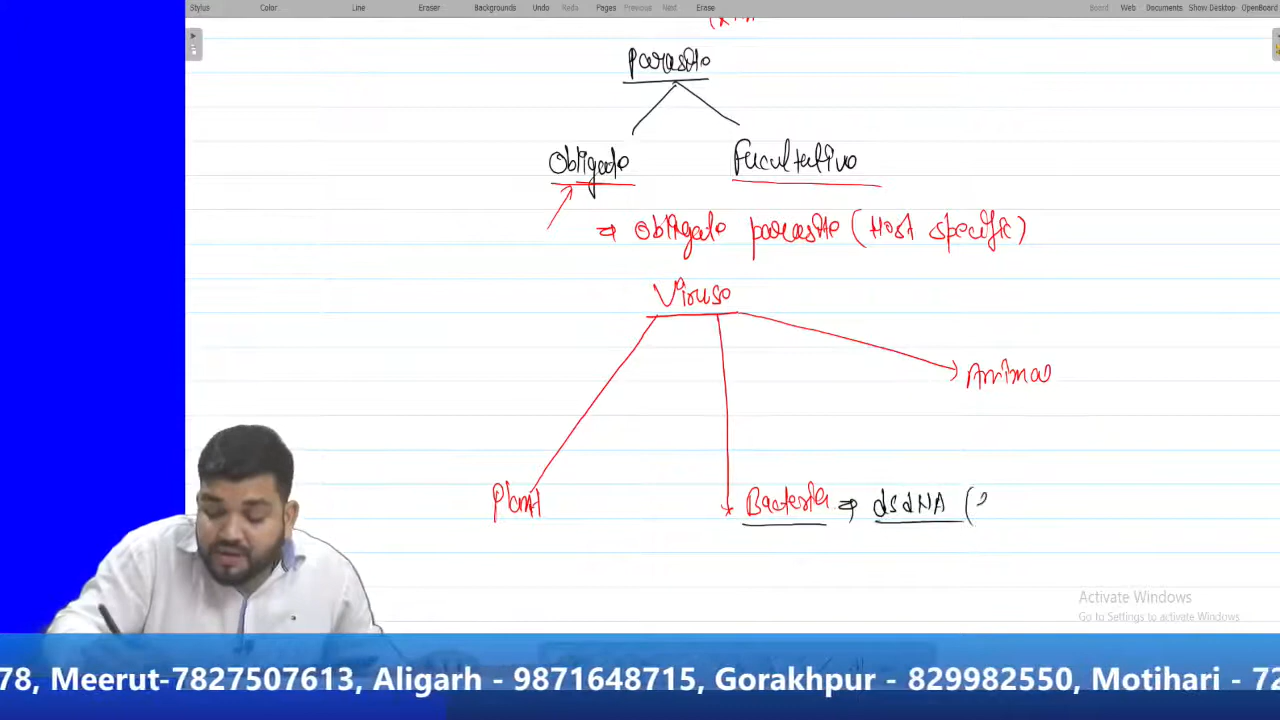 Stylus Color Line Eraser Backgrounds Undo Redo Pages Previous Next Erase Board Web Documents Show Desktop
Parasite
Obligate Facultative
⇒ Obligate parasite (Host specific)
Viruse
Animal
Plant Bacteria ⇒ dsDNA (
Activate Windows
Go to Settings to activate Windows
78, Meerut-7827507613, Aligarh - 9871648715, Gorakhpur - 829982550, Motihari - 72